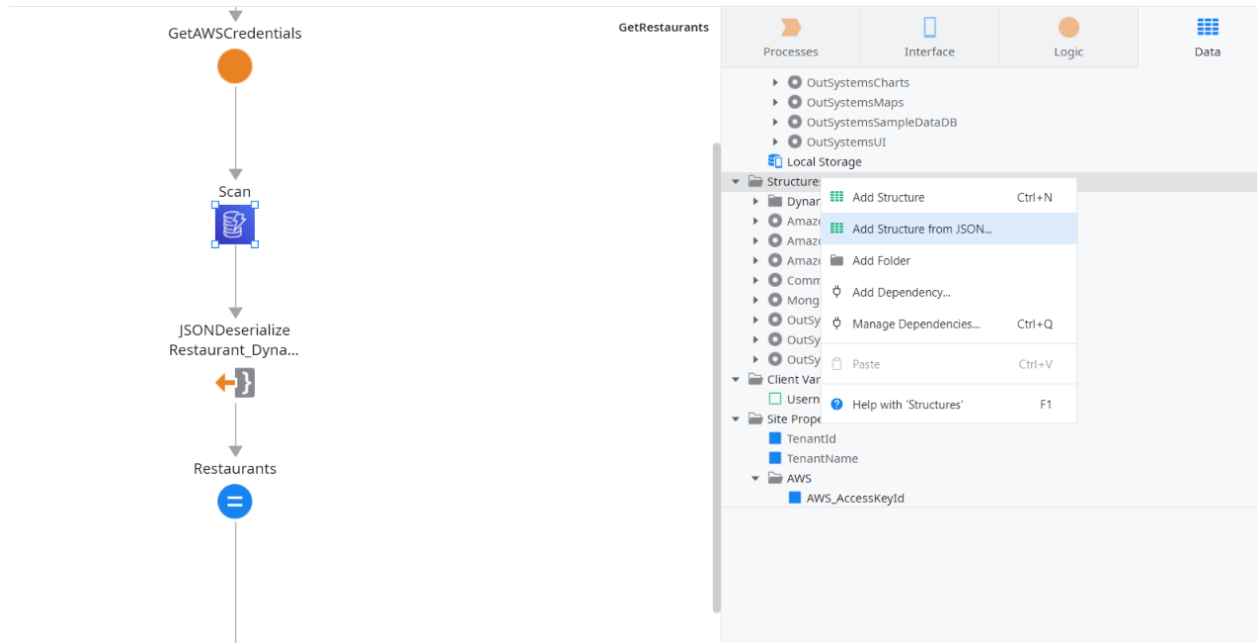 GetAWSCredentials
Scan
JSONDeserialize
Restaurant_Dyna...
Restaurants
GetRestaurants
Processes
Interface
Logic
Data
OutSystemsCharts
OutSystemsMaps
OutSystemsSampleDataDB
OutSystemsUI
Local Storage
Structure
Dynar
Amazo
Amazo
Amazo
Comm
Mong
OutSy
OutSy
OutSy
Client Var
Usern
Site Prope
TenantId
TenantName
AWS
AWS_AccessKeyId
Add Structure Ctrl+N
Add Structure from JSON...
Add Folder
Add Dependency...
Manage Dependencies... Ctrl+Q
Paste Ctrl+V
Help with 'Structures' F1